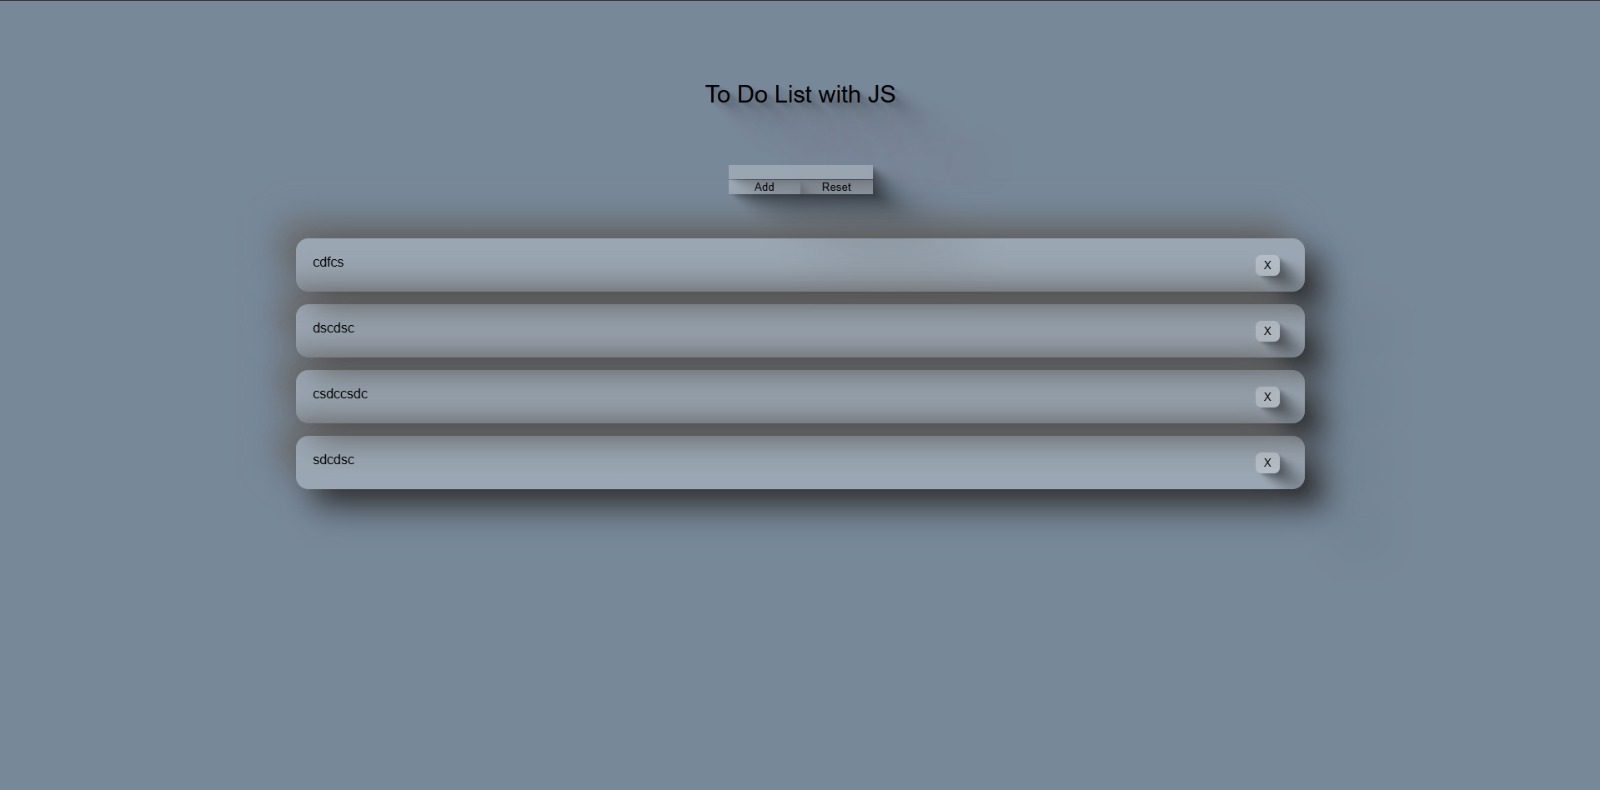 To Do List with JS
Add Reset
cdfcs X
dscdsc X
csdccsdc X
sdcdsc X